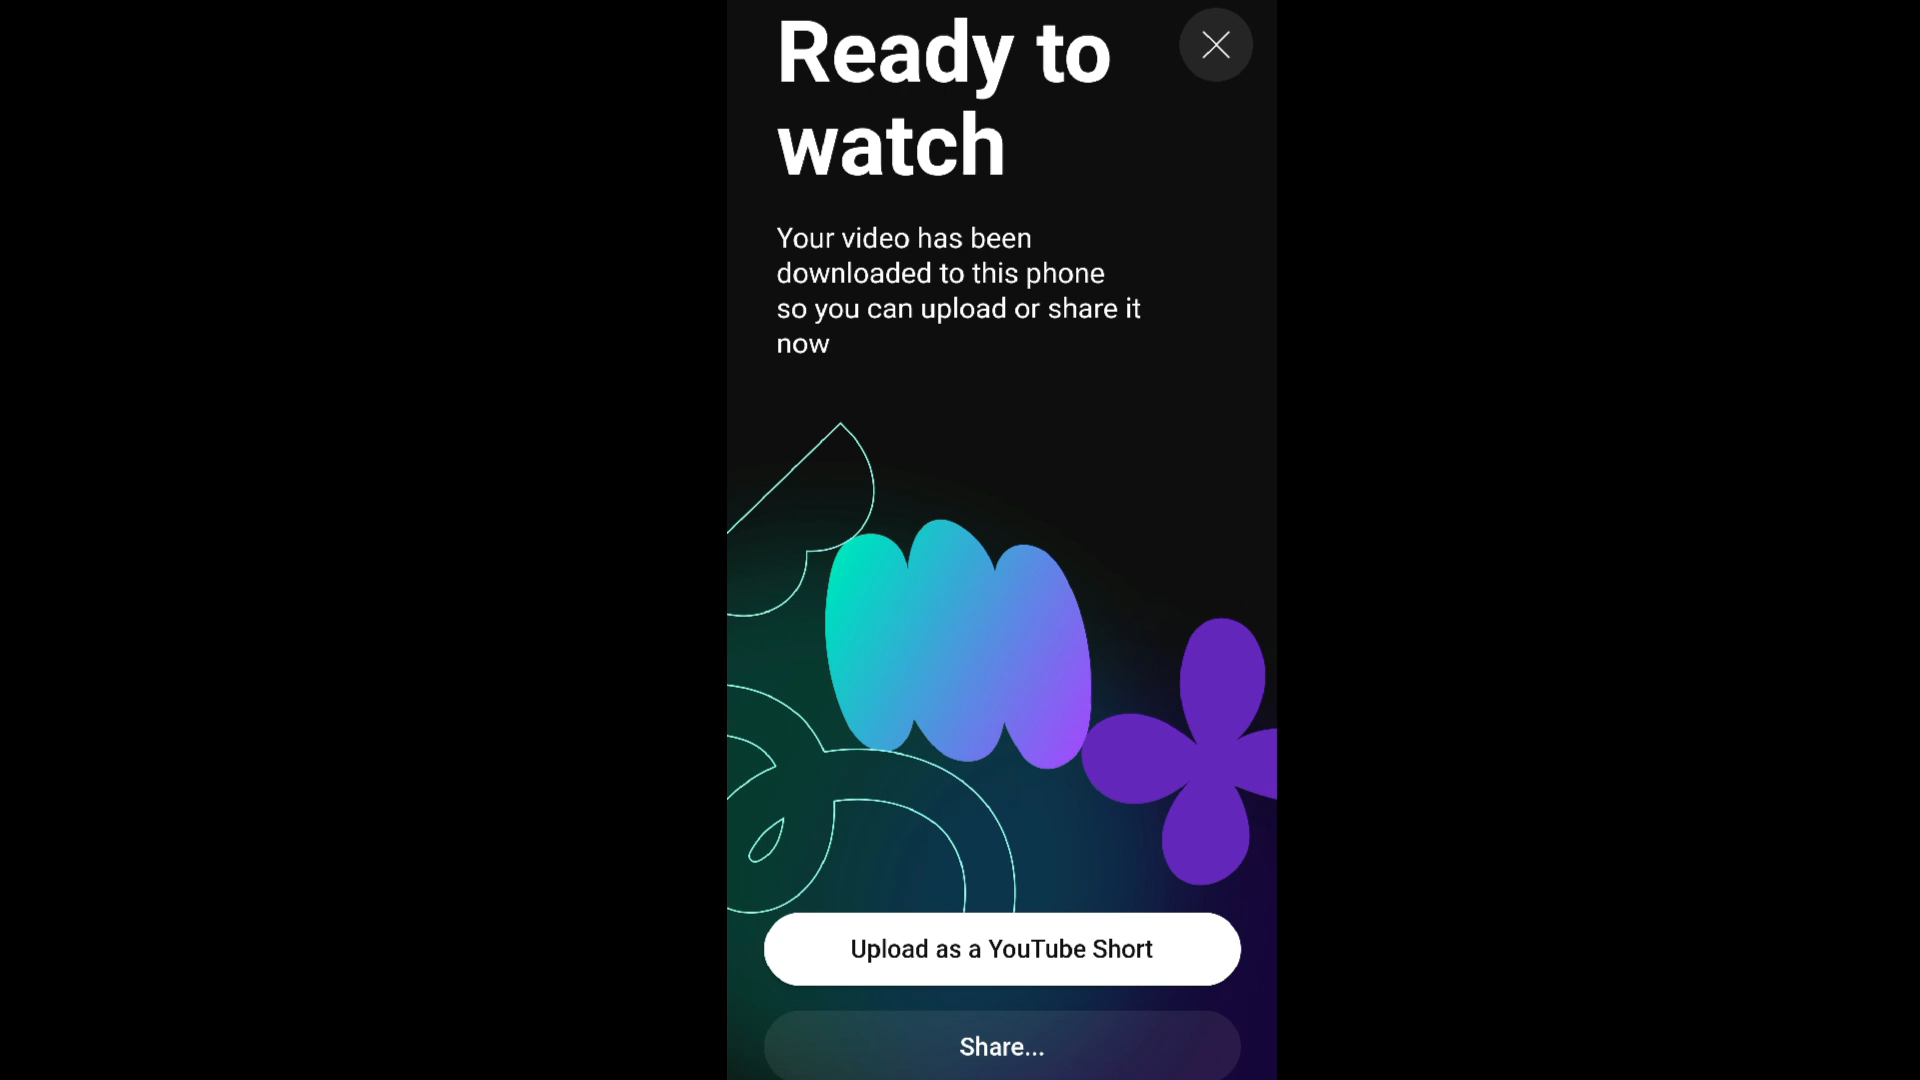 Ready to
watch
Your video has been
downloaded to this phone
so you can upload or share it
now
Upload as a YouTube Short
Share...